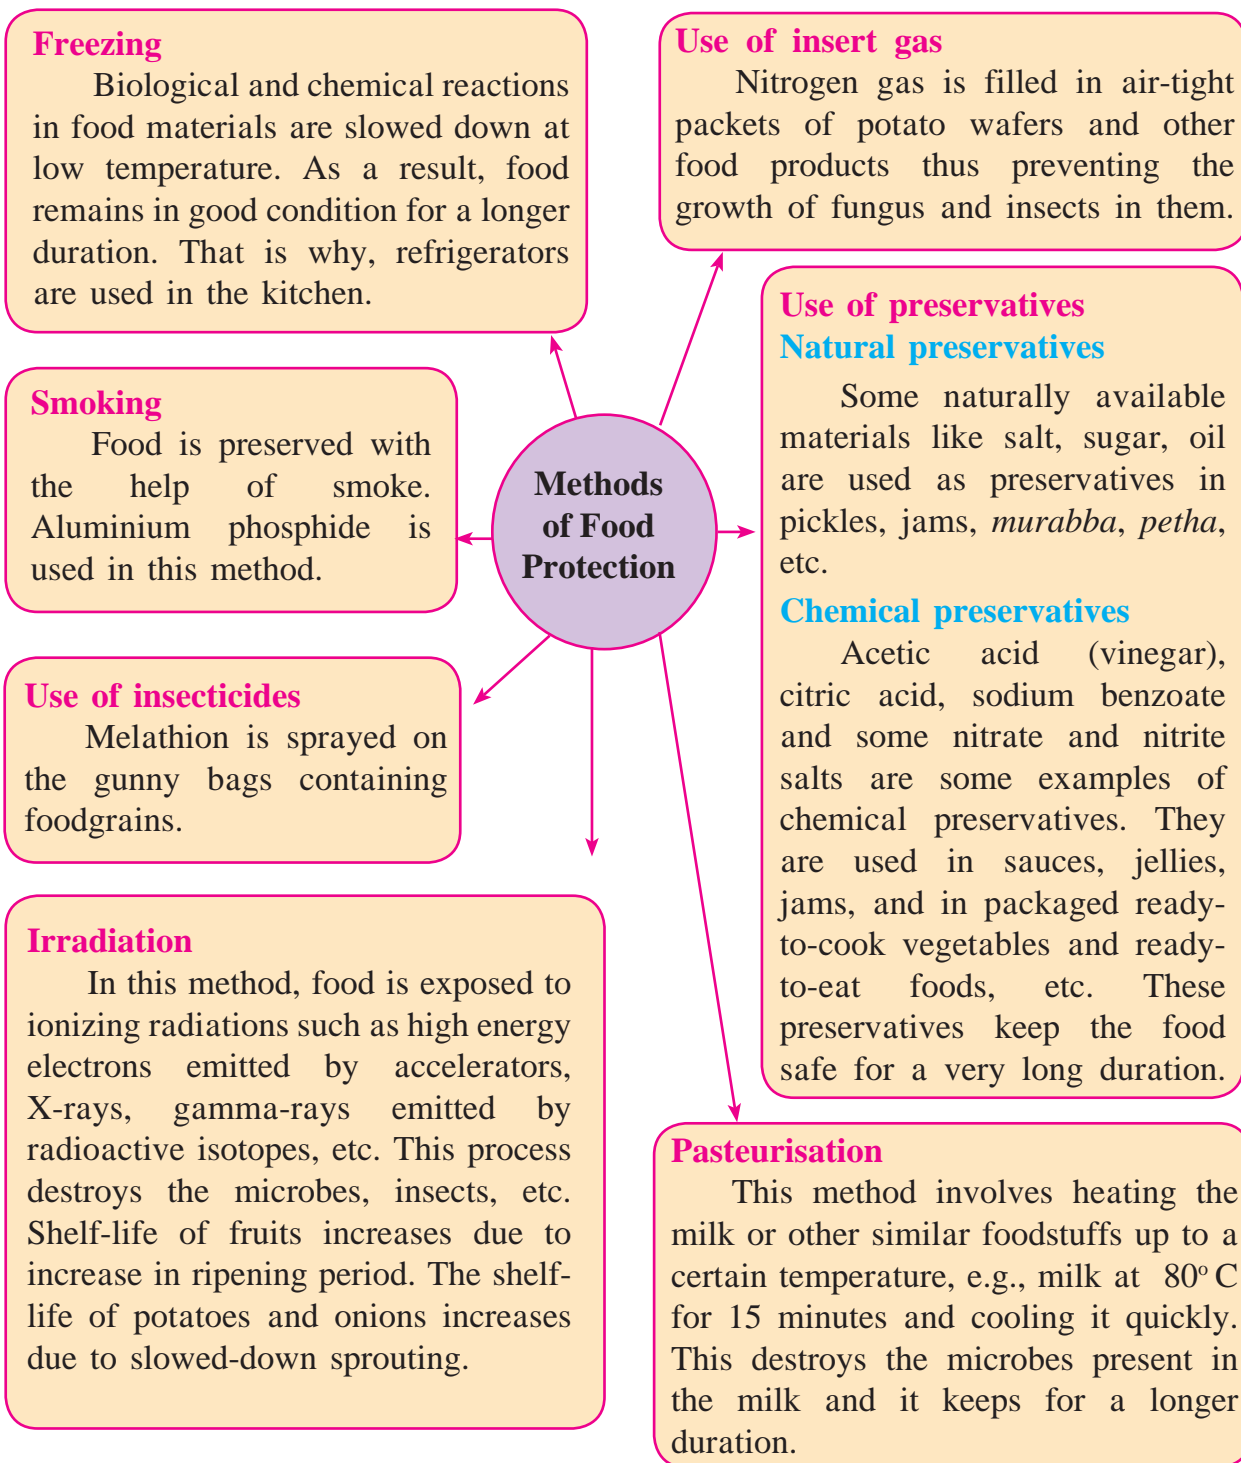 Freezing
Biological and chemical reactions
in food materials are slowed down at
low temperature. As a result, food
remains in good condition for a longer
duration. That is why, refrigerators
are used in the kitchen.
Use of insert gas
Nitrogen gas is filled in air-tight
packets of potato wafers and other
food products thus preventing the
growth of fungus and insects in them.
Smoking
Food is preserved with
the help of smoke.
Aluminium phosphide is
used in this method.
Methods
of Food
Protection
Use of preservatives
Natural preservatives
Some naturally available
materials like salt, sugar, oil
are used as preservatives in
pickles, jams, murabba, petha,
etc.
Chemical preservatives
Acetic acid (vinegar),
citric acid, sodium benzoate
and some nitrate and nitrite
salts are some examples of
chemical preservatives. They
are used in sauces, jellies,
jams, and in packaged ready-
to-cook vegetables and ready-
to-eat foods, etc. These
preservatives keep the food
safe for a very long duration.
Use of insecticides
Melathion is sprayed on
the gunny bags containing
foodgrains.
Irradiation
In this method, food is exposed to
ionizing radiations such as high energy
electrons emitted by accelerators,
X-rays, gamma-rays emitted by
radioactive isotopes, etc. This process
destroys the microbes, insects, etc.
Shelf-life of fruits increases due to
increase in ripening period. The shelf-
life of potatoes and onions increases
due to slowed-down sprouting.
Pasteurisation
This method involves heating the
milk or other similar foodstuffs up to a
certain temperature, e.g., milk at 80° C
for 15 minutes and cooling it quickly.
This destroys the microbes present in
the milk and it keeps for a longer
duration.